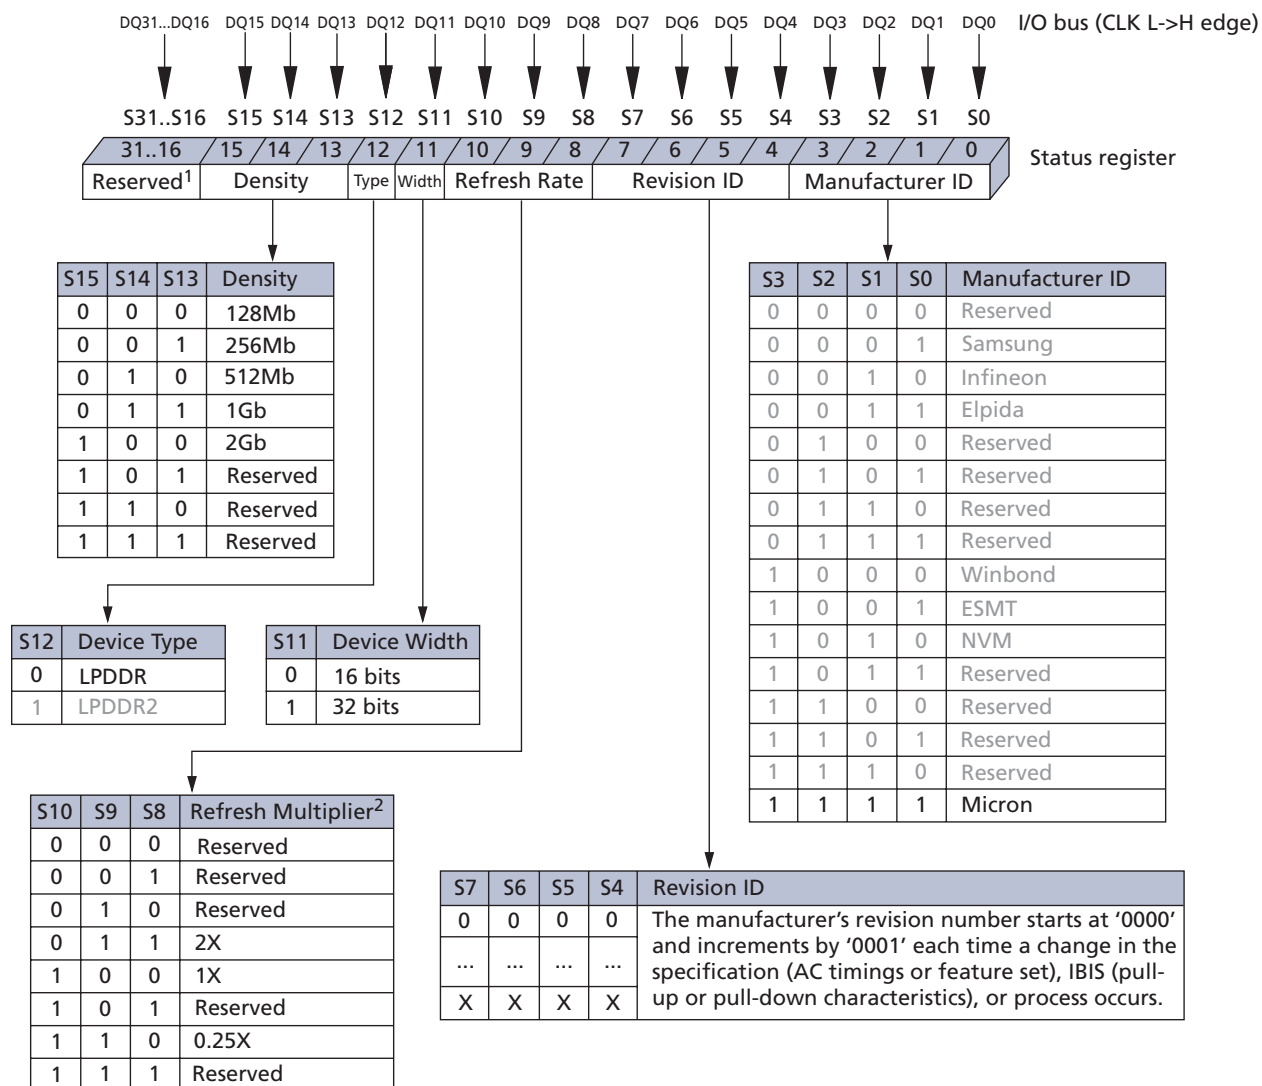 DQ31...DQ16 DQ15 DQ14 DQ13 DQ12 DQ11 DQ10 DQ9 DQ8 DQ7 DQ6 DQ5 DQ4 DQ3 DQ2 DQ1 DQ0 I/O bus (CLK L->H edge)
S31..S16 S15 S14 S13 S12 S11 S10 S9 S8 S7 S6 S5 S4 S3 S2 S1 S0
31..16 15 14 13 12 11 10 9 8 7 6 5 4 3 2 1 0 Status register
Reserved1 Density Type Width Refresh Rate Revision ID Manufacturer ID
S15 S14 S13 Density
0 0 0 128Mb
0 0 1 256Mb
0 1 0 512Mb
0 1 1 1Gb
1 0 0 2Gb
1 0 1 Reserved
1 1 0 Reserved
1 1 1 Reserved
S3 S2 S1 S0 Manufacturer ID
0 0 0 0 Reserved
0 0 0 1 Samsung
0 0 1 0 Infineon
0 0 1 1 Elpida
0 1 0 0 Reserved
0 1 0 1 Reserved
0 1 1 0 Reserved
0 1 1 1 Reserved
1 0 0 0 Winbond
1 0 0 1 ESMT
1 0 1 0 NVM
1 0 1 1 Reserved
1 1 0 0 Reserved
1 1 0 1 Reserved
1 1 1 0 Reserved
1 1 1 1 Micron
S12 Device Type
0 LPDDR
1 LPDDR2
S11 Device Width
0 16 bits
1 32 bits
S10 S9 S8 Refresh Multiplier2
0 0 0 Reserved
0 0 1 Reserved
0 1 0 Reserved
0 1 1 2X
1 0 0 1X
1 0 1 Reserved
1 1 0 0.25X
1 1 1 Reserved
S7 S6 S5 S4 Revision ID
0 0 0 0 The manufacturer's revision number starts at '0000'
and increments by '0001' each time a change in the
... ... ... ... specification (AC timings or feature set), IBIS (pull-
X X X X up or pull-down characteristics), or process occurs.